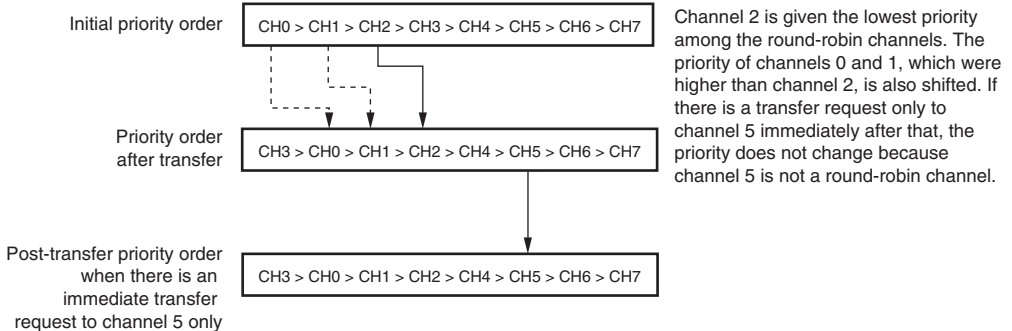 Initial priority order
CH0 > CH1 > CH2 > CH3 > CH4 > CH5 > CH6 > CH7
Channel 2 is given the lowest priority
among the round-robin channels. The
priority of channels 0 and 1, which were
higher than channel 2, is also shifted. If
there is a transfer request only to
channel 5 immediately after that, the
priority does not change because
channel 5 is not a round-robin channel.
Priority order
after transfer
CH3 > CH0 > CH1 > CH2 > CH4 > CH5 > CH6 > CH7
Post-transfer priority order
when there is an
immediate transfer
request to channel 5 only
CH3 > CH0 > CH1 > CH2 > CH4 > CH5 > CH6 > CH7